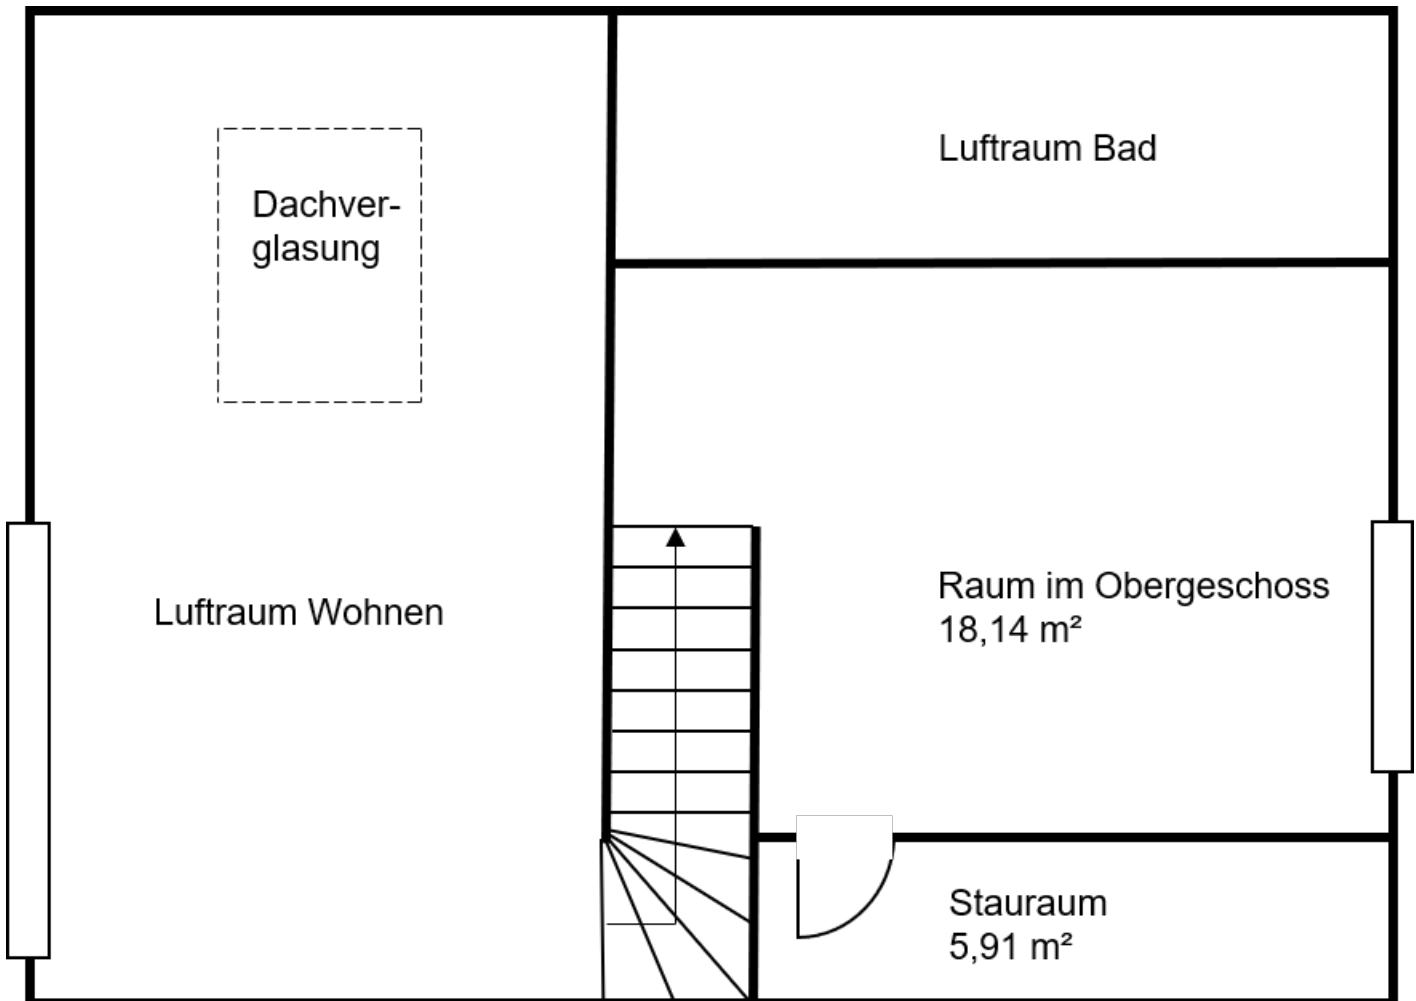 Luftraum Bad
Dachver-
glasung
Raum im Obergeschoss
18,14 m²
Luftraum Wohnen
Stauraum
5,91 m²